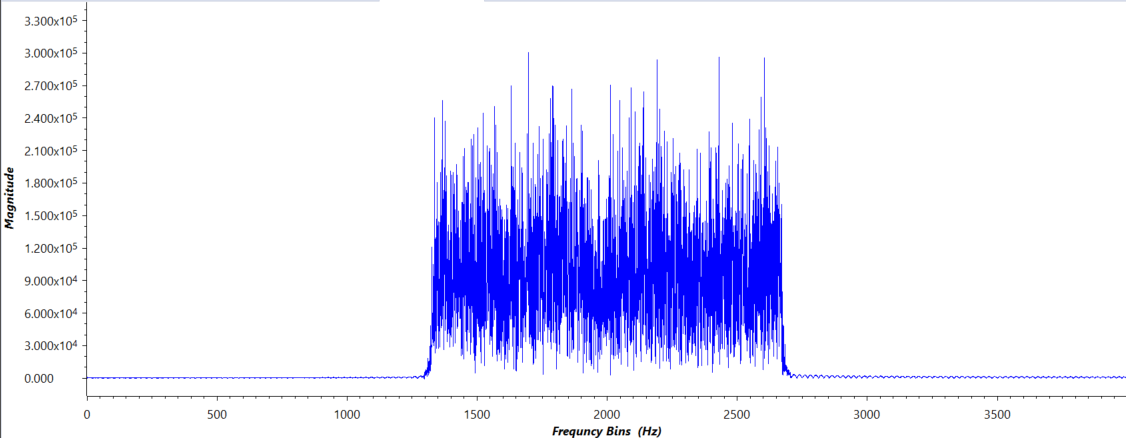 3.300x10⁵
3.000x10⁵
2.700x10⁵
2.400x10⁵
2.100x10⁵
1.800x10⁵
1.500x10⁵
1.200x10⁵
9.000x10⁴
6.000x10⁴
3.000x10⁴
0.000
Magnitude
0 500 1000 1500 2000 2500 3000 3500
Frequncy Bins (Hz)